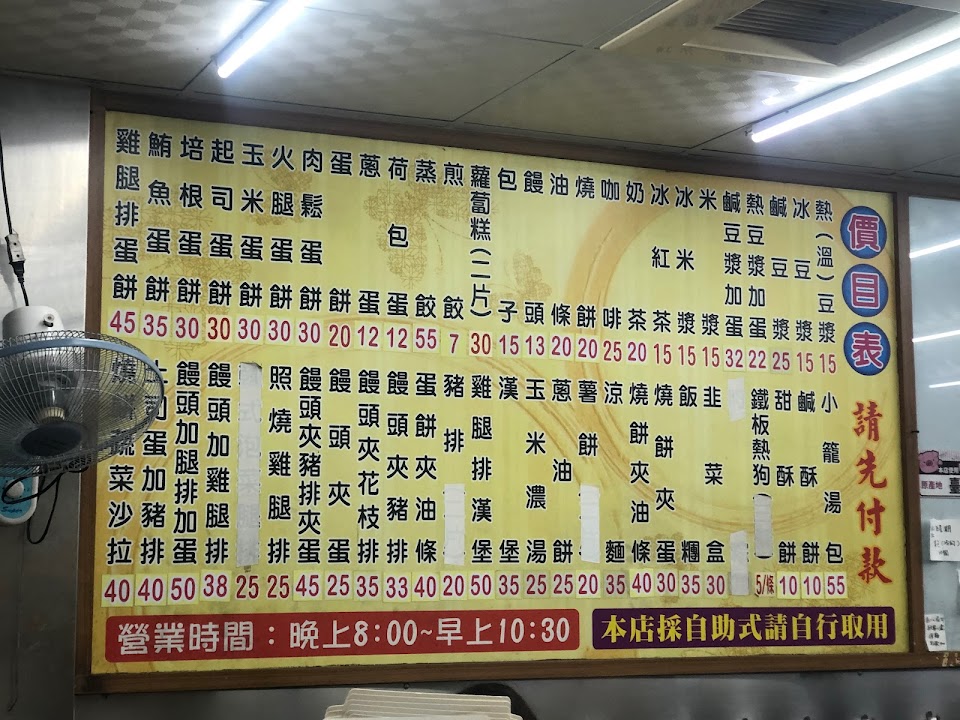 價目表
請先付款
熱(溫)豆漿 15
冰豆漿 15
鹹豆漿 25
熱豆漿加蛋 22
鹹豆漿加蛋 32
米漿 15
冰米漿 15
冰紅茶 15
奶茶 20
咖啡 25
燒餅 20
油條 20
饅頭 13
包子 15
蘿蔔糕(二片) 30
煎餃 7
蒸餃 55
荷包蛋 12
蔥蛋 12
蛋餅 20
肉鬆蛋餅 30
火腿蛋餅 30
玉米蛋餅 30
起司蛋餅 30
培根蛋餅 30
鮪魚蛋餅 35
雞腿排蛋餅 45
小籠湯包 55
鹹酥餅 10
甜酥餅 10
鐵板熱狗 5/條
韭菜盒 30
飯糰 35
燒餅夾蛋 30
燒餅夾油條 40
涼麵 35
薯餅 20
蔥油餅 25
玉米濃湯 25
漢堡 35
雞腿排漢堡 50
豬排 20
蛋餅夾油條 40
饅頭夾豬排 33
饅頭夾花枝排 35
饅頭夾蛋 25
饅頭夾豬排夾蛋 45
照燒雞腿排 25
25
饅頭加雞腿排 38
饅頭加腿排加蛋 50
司蛋加豬排 40
蔬菜沙拉 40
營業時間：晚上8:00~早上10:30
本店採自助式請自行取用